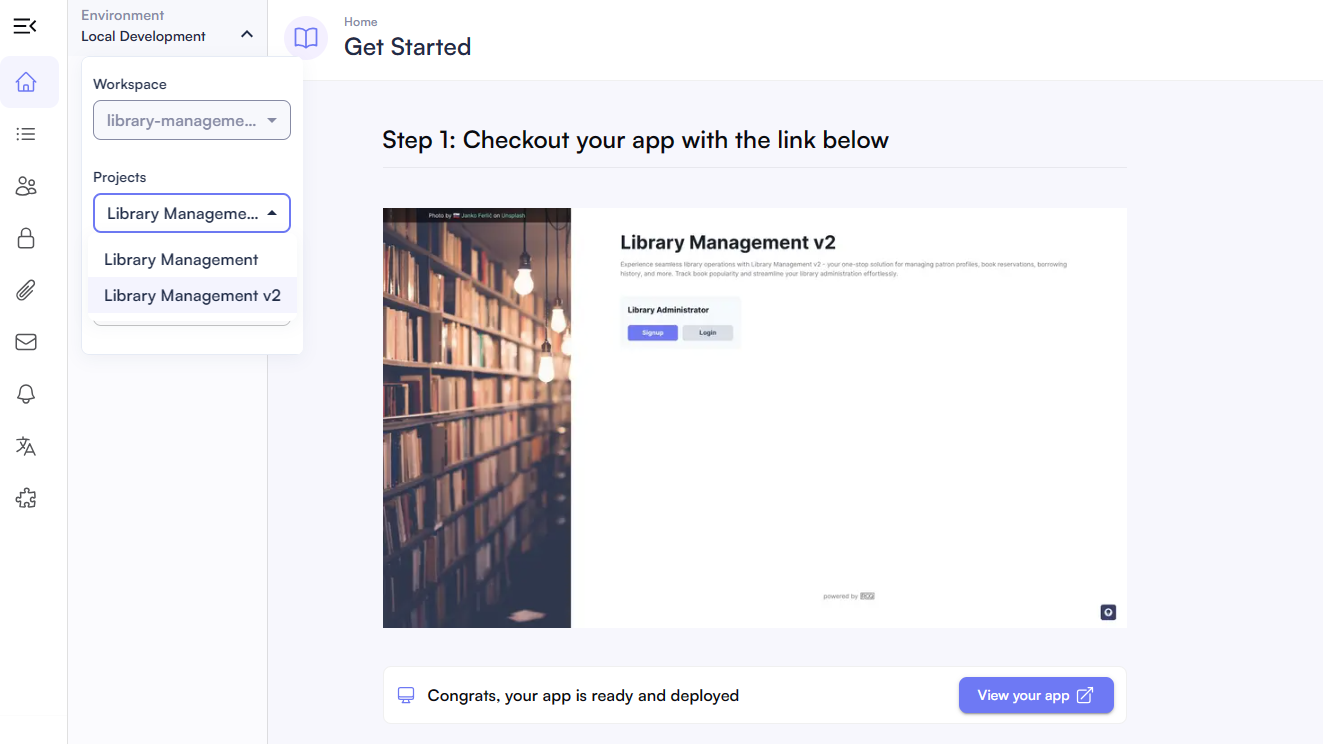 Environment
Local Development
Workspace
library-manageme...
Projects
Library Manageme...
Library Management
Library Management v2
Home
Get Started
Step 1: Checkout your app with the link below
Photo by Janko Ferlič on Unsplash
Library Management v2
Experience seamless library operations with Library Management v2 - your one-stop solution for managing patron profiles, book reservations, borrowing
history, and more. Track book popularity and streamline your library administration effortlessly.
Library Administrator
Signup
Login
powered by
Congrats, your app is ready and deployed
View your app